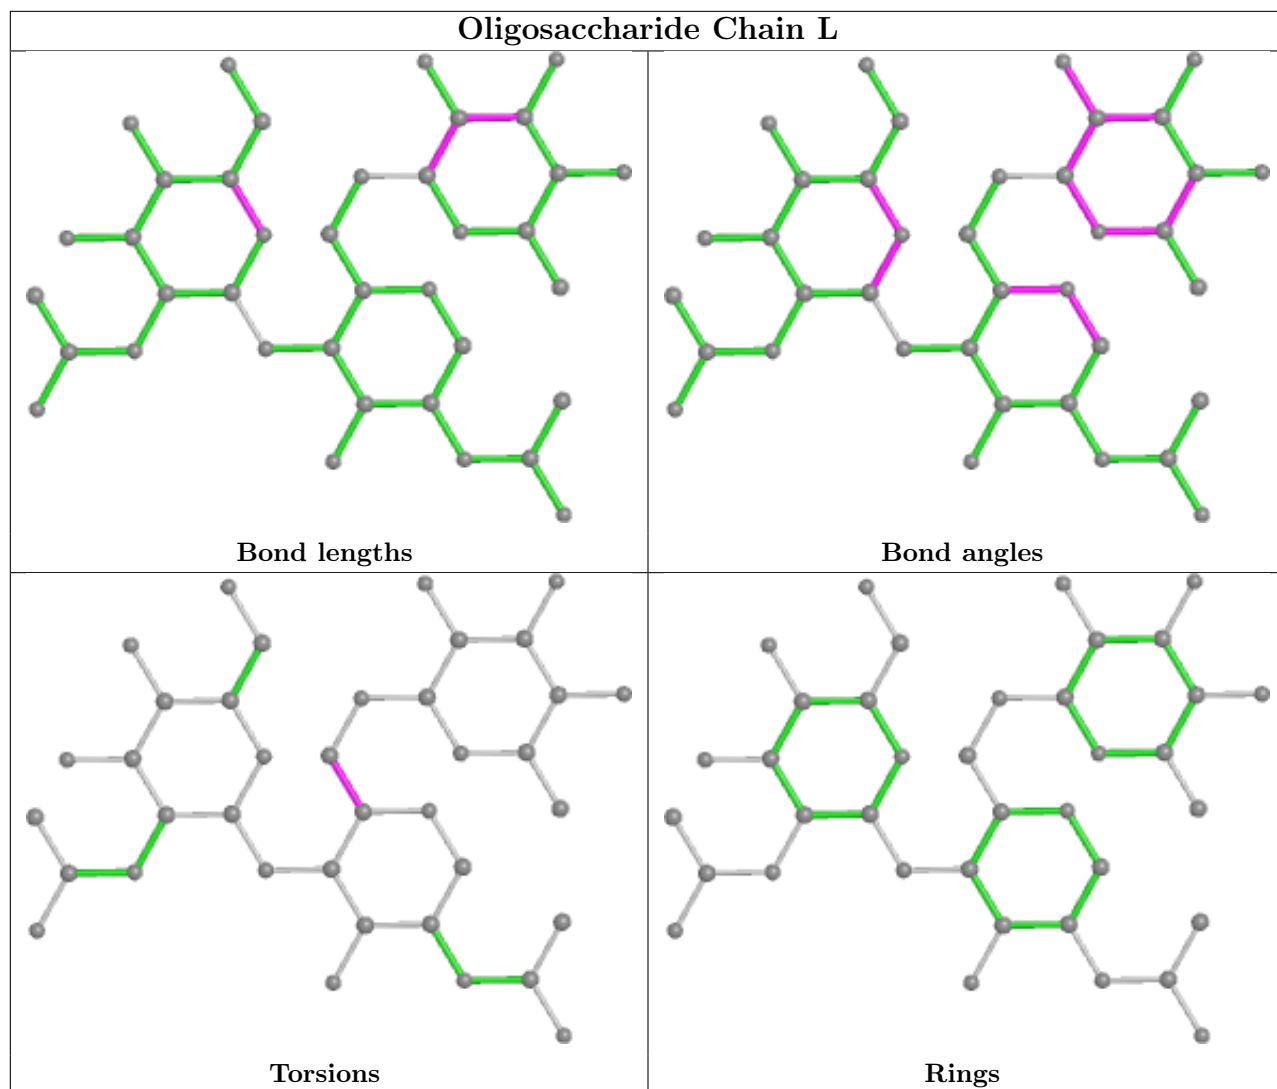 Oligosaccharide Chain L
Bond lengths
Bond angles
Torsions
Rings